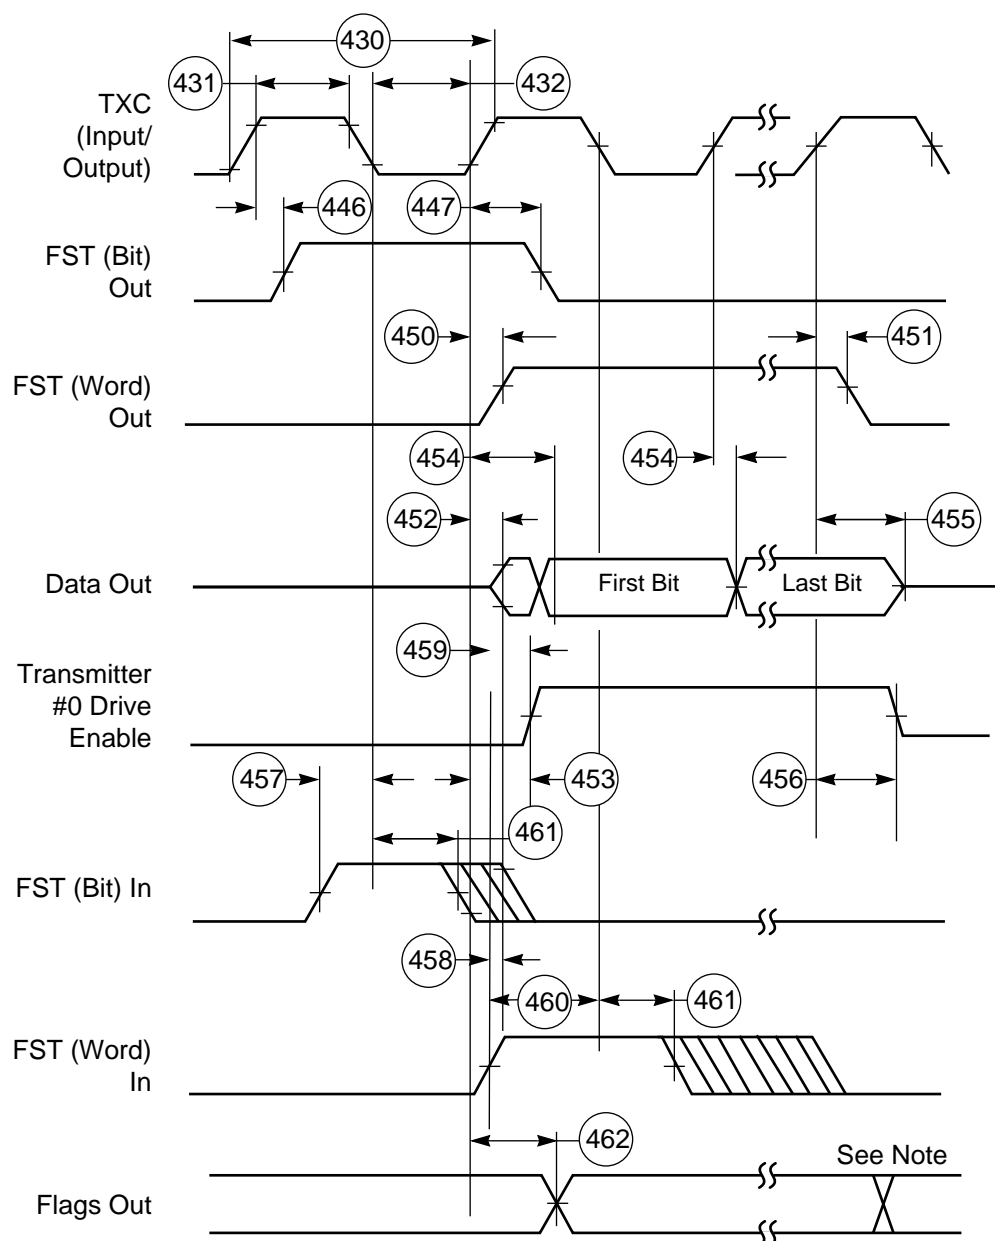 430
431
432
TXC
(Input/
Output)
446
447
FST (Bit)
Out
450
451
FST (Word)
Out
454
454
452
455
Data Out
First Bit
Last Bit
459
Transmitter
#0 Drive
Enable
457
453
456
461
FST (Bit) In
458
460
461
FST (Word)
In
462
See Note
Flags Out